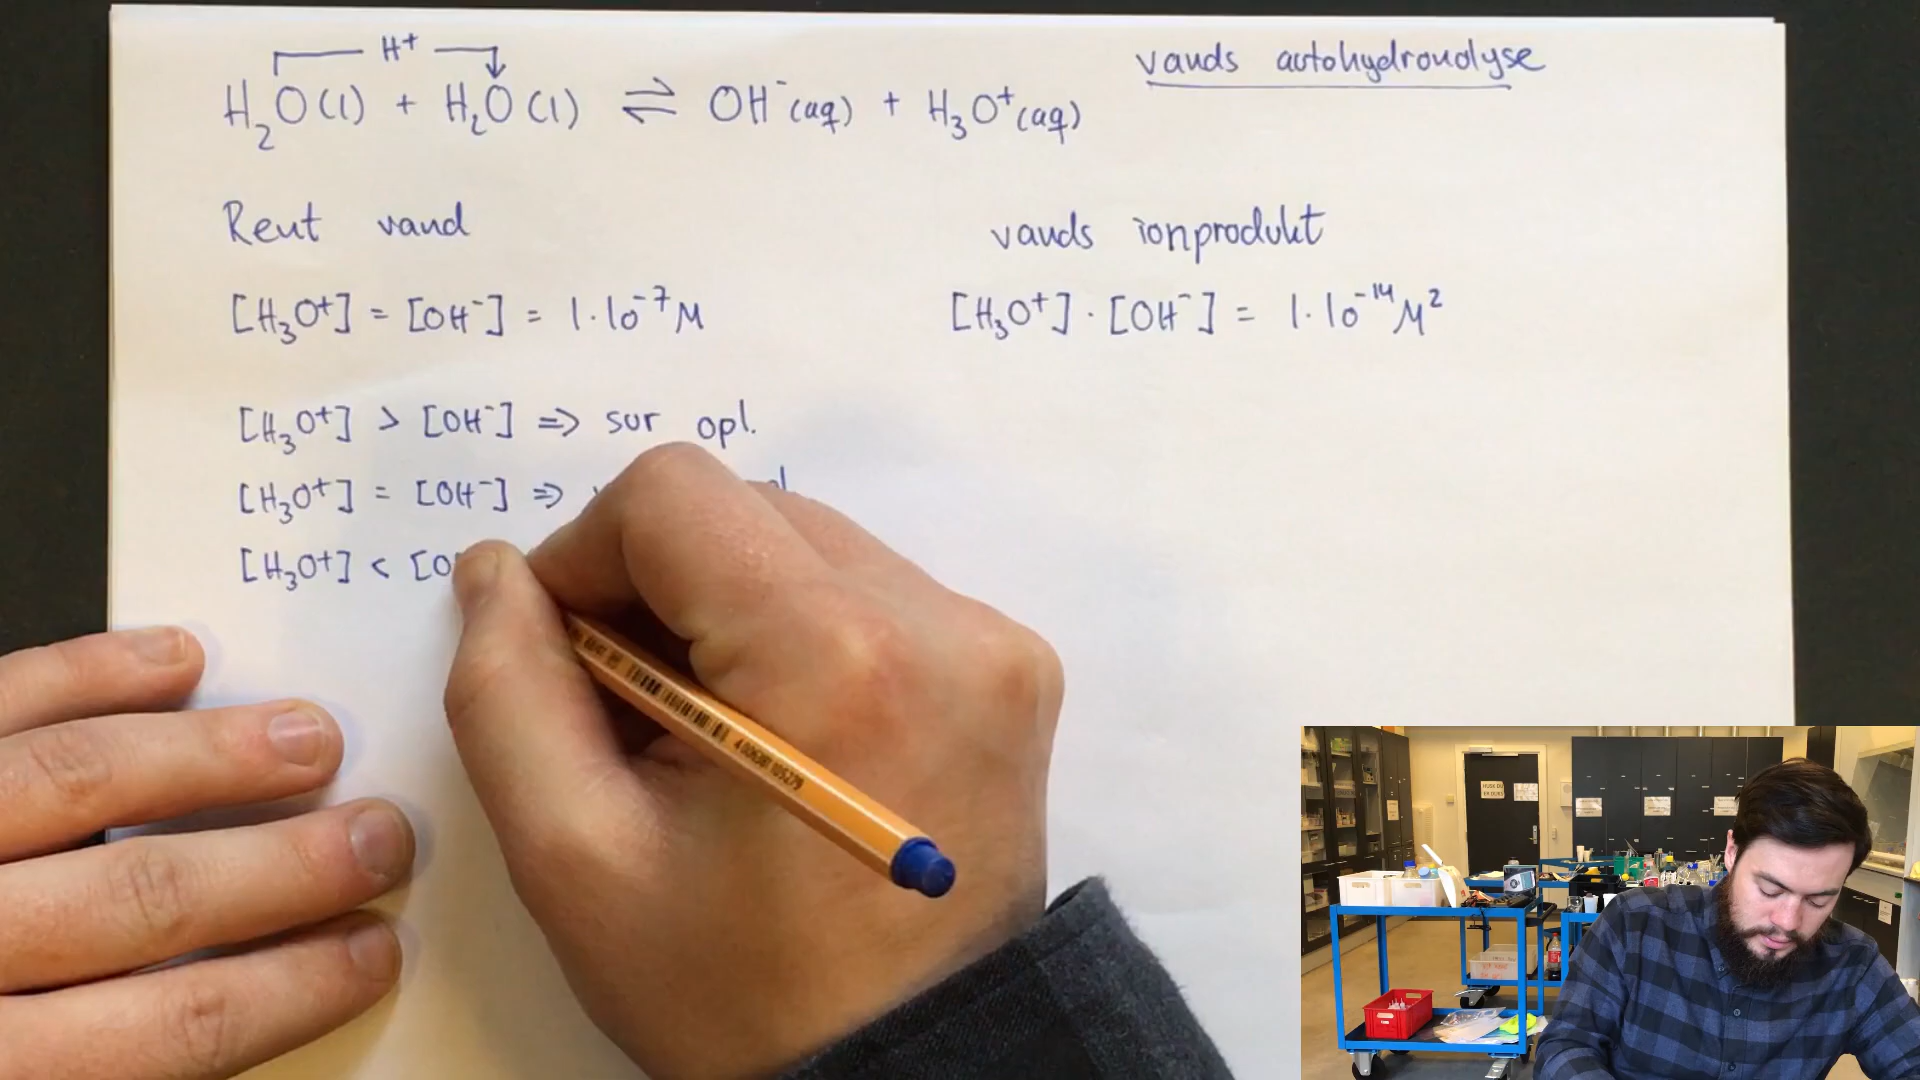 H⁺
vands autohydronolyse
H₂O(l) + H₂O(l) ⇌ OH⁻(aq) + H₃O⁺(aq)
Rent vand
vands ionprodukt
[H₃O⁺] = [OH⁻] = 1·10⁻⁷M
[H₃O⁺]·[OH⁻] = 1·10⁻¹⁴M²
[H₃O⁺] > [OH⁻] => sur opl.
[H₃O⁺] = [OH⁻] =>
[H₃O⁺] < [O